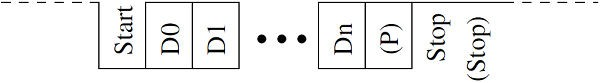 Start D0 D1 ••• Dn (P) Stop (Stop)